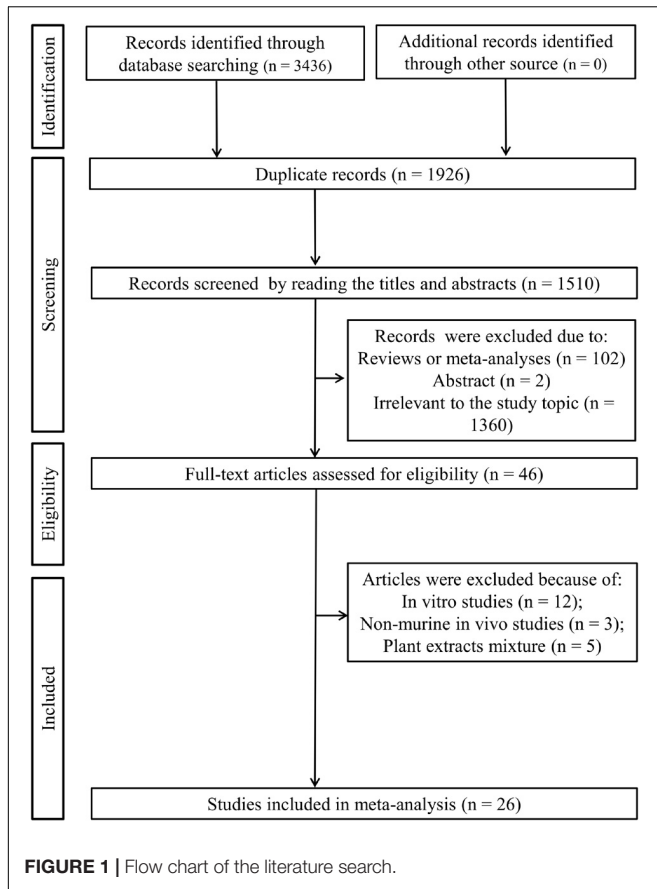 Identification
Records identified through
database searching (n = 3436)
Additional records identified
through other source (n = 0)
Screening
Duplicate records (n = 1926)
Records screened by reading the titles and abstracts (n = 1510)
Records were excluded due to:
Reviews or meta-analyses (n = 102)
Abstract (n = 2)
Irrelevant to the study topic (n =
1360)
Eligibility
Full-text articles assessed for eligibility (n = 46)
Included
Articles were excluded because of:
In vitro studies (n = 12);
Non-murine in vivo studies (n = 3);
Plant extracts mixture (n = 5)
Studies included in meta-analysis (n = 26)
FIGURE 1 | Flow chart of the literature search.